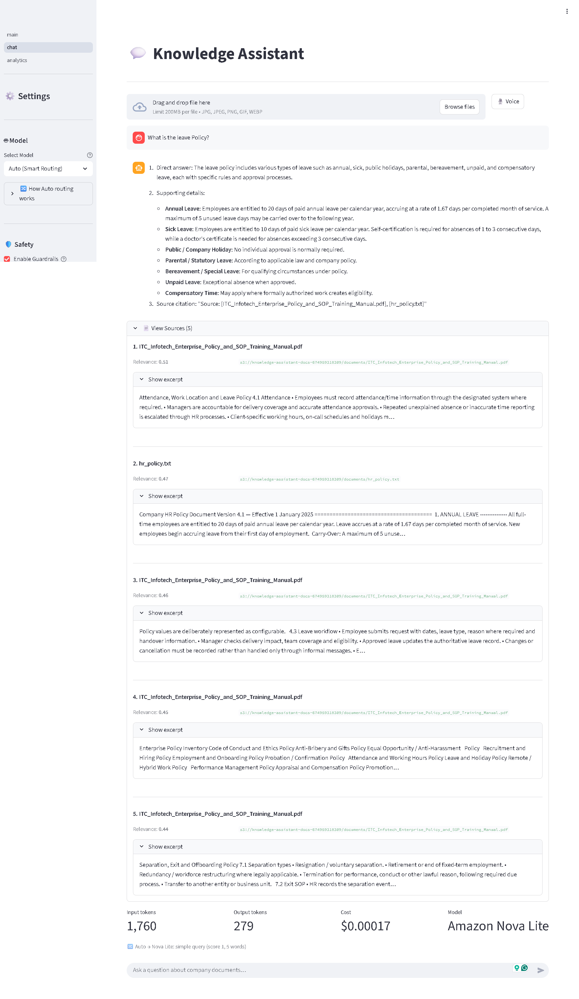 main
chat
analytics
Settings
Model
Select Model
Auto (Smart Routing)
How Auto routing
works
Safety
Enable Guardrails
Knowledge Assistant
Drag and drop file here
Limit 200MB per file • JPG, JPEG, PNG, GIF, WEBP
Browse files
Voice
What is the leave Policy?
1. Direct answer: The leave policy includes various types of leave such as annual, sick, public holidays, parental, bereavement, unpaid, and compensatory
leave, each with specific rules and approval processes.
2. Supporting details:
Annual Leave: Employees are entitled to 20 days of paid annual leave per calendar year, accruing at a rate of 1.67 days per completed month of service. A
maximum of 5 unused leave days may be carried over to the following year.
Sick Leave: Employees are entitled to 10 days of paid sick leave per calendar year. Self-certification is required for absences of 1 to 3 consecutive days,
while a doctor's certificate is needed for absences exceeding 3 consecutive days.
Public / Company Holiday: No individual approval is normally required.
Parental / Statutory Leave: According to applicable law and company policy.
Bereavement / Special Leave: For qualifying circumstances under policy.
Unpaid Leave: Exceptional absence when approved.
Compensatory Time: May apply where formally authorized work creates eligibility.
3. Source citation: "Source: [ITC_Infotech_Enterprise_Policy_and_SOP_Training_Manual.pdf], [hr_policy.txt]"
View Sources (5)
1. ITC_Infotech_Enterprise_Policy_and_SOP_Training_Manual.pdf
Relevance: 0.51
s3://knowledge-assistant-docs-674959318309/documents/ITC_Infotech_Enterprise_Policy_and_SOP_Training_Manual.pdf
Show excerpt
Attendance, Work Location and Leave Policy 4.1 Attendance • Employees must record attendance/time information through the designated system where
required. • Managers are accountable for delivery coverage and accurate attendance approvals. • Repeated unexplained absence or inaccurate time reporting
is escalated through HR processes. • Client-specific working hours, on-call schedules and holidays m...
2. hr_policy.txt
Relevance: 0.47
s3://knowledge-assistant-docs-674959318309/documents/hr_policy.txt
Show excerpt
Company HR Policy Document Version 4.1 — Effective 1 January 2025 ======================================= 1. ANNUAL LEAVE --------------- All full-
time employees are entitled to 20 days of paid annual leave per calendar year. Leave accrues at a rate of 1.67 days per completed month of service. New
employees begin accruing leave from their first day of employment. Carry-Over: A maximum of 5 unuse...
3. ITC_Infotech_Enterprise_Policy_and_SOP_Training_Manual.pdf
Relevance: 0.46
s3://knowledge-assistant-docs-674959318309/documents/ITC_Infotech_Enterprise_Policy_and_SOP_Training_Manual.pdf
Show excerpt
Policy values are deliberately represented as configurable. 4.3 Leave workflow • Employee submits request with dates, leave type, reason where required and
handover information. • Manager checks delivery impact, team coverage and eligibility. • Approved leave updates the authoritative leave record. • Changes or
cancellation must be recorded rather than handled only through informal messages. • E...
4. ITC_Infotech_Enterprise_Policy_and_SOP_Training_Manual.pdf
Relevance: 0.45
s3://knowledge-assistant-docs-674959318309/documents/ITC_Infotech_Enterprise_Policy_and_SOP_Training_Manual.pdf
Show excerpt
Enterprise Policy Inventory Code of Conduct and Ethics Policy Anti-Bribery and Gifts Policy Equal Opportunity / Anti-Harassment Policy Recruitment and
Hiring Policy Employment and Onboarding Policy Probation / Confirmation Policy Attendance and Working Hours Policy Leave and Holiday Policy Remote /
Hybrid Work Policy Performance Management Policy Appraisal and Compensation Policy Promotion...
5. ITC_Infotech_Enterprise_Policy_and_SOP_Training_Manual.pdf
Relevance: 0.44
s3://knowledge-assistant-docs-674959318309/documents/ITC_Infotech_Enterprise_Policy_and_SOP_Training_Manual.pdf
Show excerpt
Separation, Exit and Offboarding Policy 7.1 Separation types • Resignation / voluntary separation. • Retirement or end of fixed-term employment. •
Redundancy / workforce restructuring where legally applicable. • Termination for performance, conduct or other lawful reason, following required due
process. • Transfer to another entity or business unit. 7.2 Exit SOP • HR records the separation event...
Input tokens
1,760
Output tokens
279
Cost
$0.00017
Model
Amazon Nova Lite
Auto → Nova Lite: simple query (score 1, 5 words)
Ask a question about company documents...